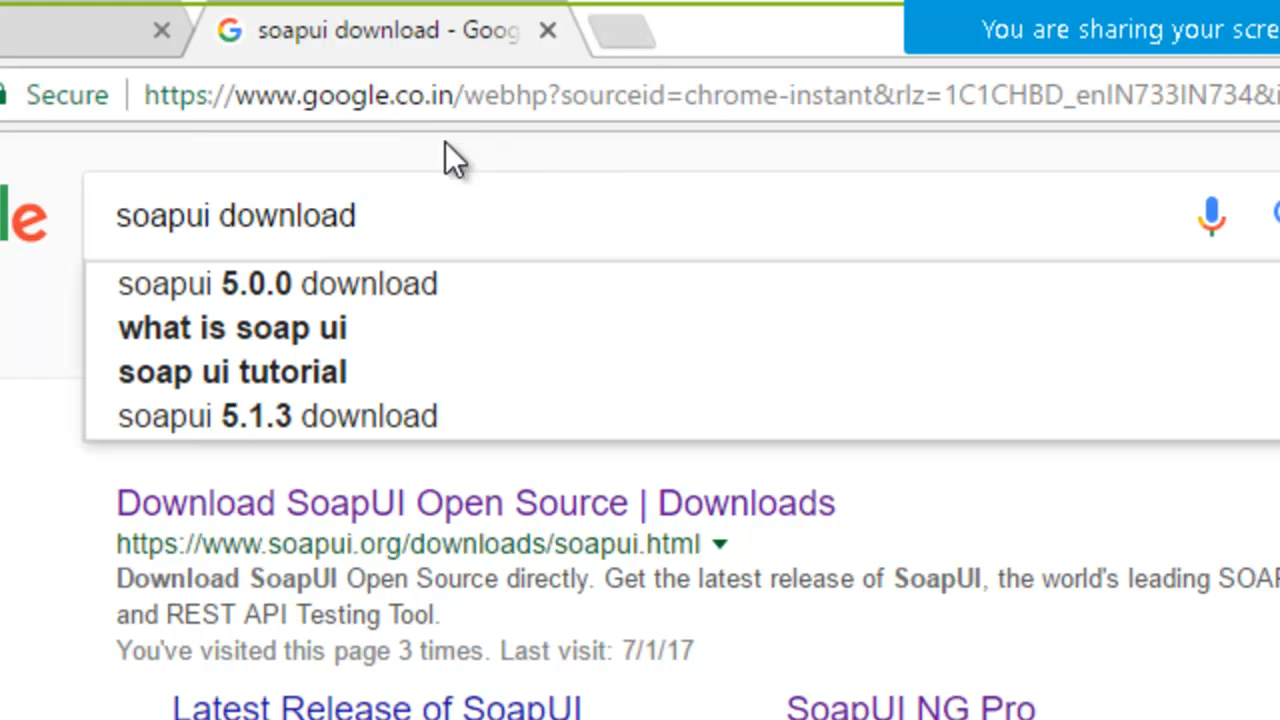 soapui download - Goog
You are sharing your scre
Secure https://www.google.co.in/webhp?sourceid=chrome-instant&rlz=1C1CHBD_enIN733IN734&i
le
soapui download
soapui 5.0.0 download
what is soap ui
soap ui tutorial
soapui 5.1.3 download
Download SoapUI Open Source | Downloads
https://www.soapui.org/downloads/soapui.html
Download SoapUI Open Source directly. Get the latest release of SoapUI, the world's leading SOAP
and REST API Testing Tool.
You've visited this page 3 times. Last visit: 7/1/17
Latest Release of SoapUI
SoapUI NG Pro